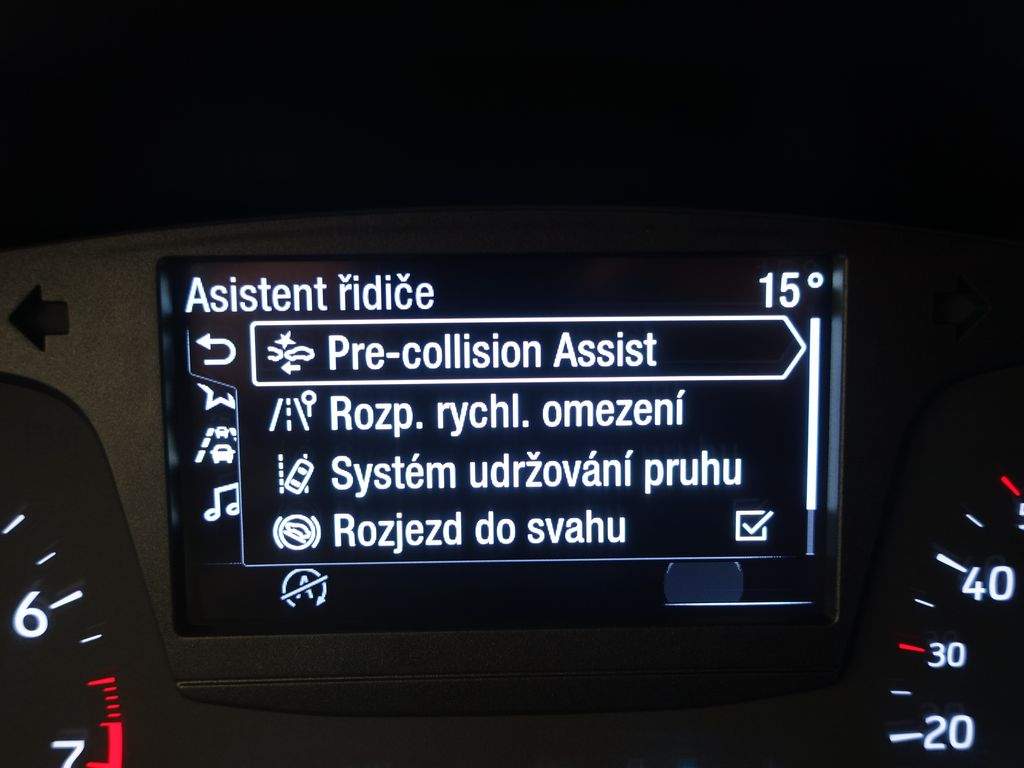 Asistent řidiče 15°
Pre-collision Assist
Rozp. rychl. omezení
Systém udržování pruhu
Rozjezd do svahu
A
6
7
40
30
20